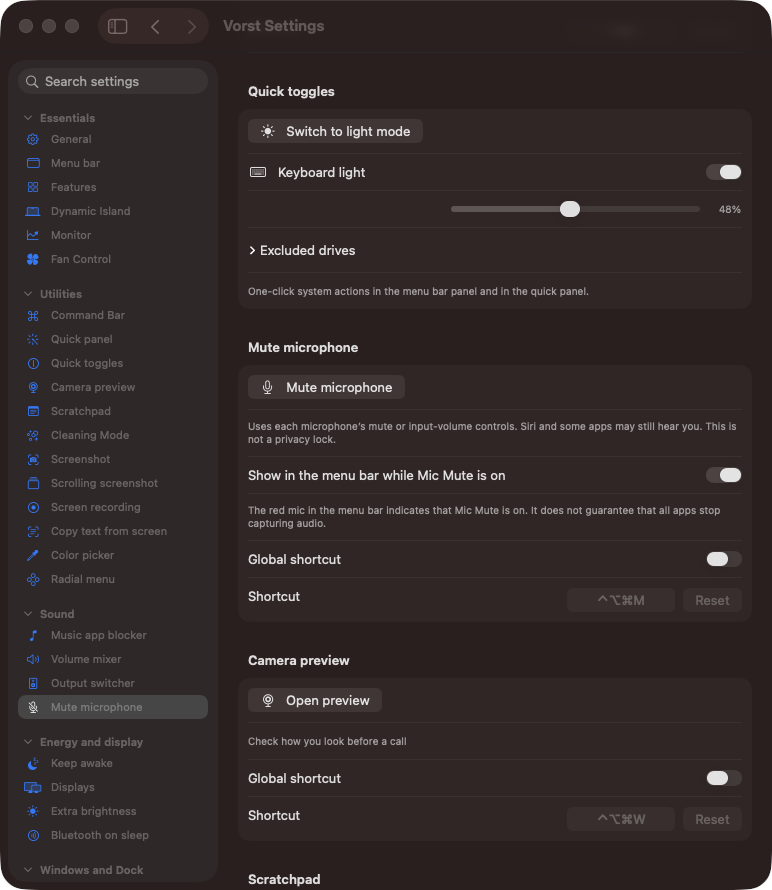 Vorst Settings
Search settings
Essentials
General
Menu bar
Features
Dynamic Island
Monitor
Fan Control
Utilities
Command Bar
Quick panel
Quick toggles
Camera preview
Scratchpad
Cleaning Mode
Screenshot
Scrolling screenshot
Screen recording
Copy text from screen
Color picker
Radial menu
Sound
Music app blocker
Volume mixer
Output switcher
Mute microphone
Energy and display
Keep awake
Displays
Extra brightness
Bluetooth on sleep
Windows and Dock
Quick toggles
Switch to light mode
Keyboard light
48%
Excluded drives
One-click system actions in the menu bar panel and in the quick panel.
Mute microphone
Mute microphone
Uses each microphone's mute or input-volume controls. Siri and some apps may still hear you. This is
not a privacy lock.
Show in the menu bar while Mic Mute is on
The red mic in the menu bar indicates that Mic Mute is on. It does not guarantee that all apps stop
capturing audio.
Global shortcut
Shortcut
⌃⌥⌘M
Reset
Camera preview
Open preview
Check how you look before a call
Global shortcut
Shortcut
⌃⌥⌘W
Reset
Scratchpad